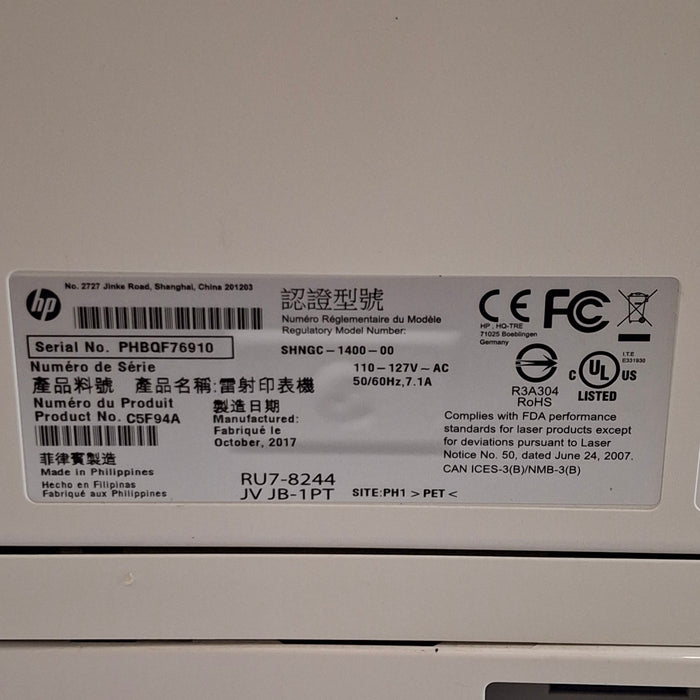 hp
No. 2727 Jinke Road, Shanghai, China 201203
Serial No. PHBQF76910
Numéro de Série
產品料號 產品名稱:雷射印表機
Numéro du Produit
Product No. C5F94A
製造日期
Manufactured:
Fabriqué le
October, 2017
菲律賓製造
Made in Philippines
Hecho en Filipinas
Fabriqué aux Philippines
RU7-8244
JV JB-1PT
SITE:PH1 > PET <
認證型號
Numéro Réglementaire du Modèle
Regulatory Model Number:
SHNGC-1400-00
110-127V~AC
50/60Hz,7.1A
CE FC
HP, HQ-TRE
71025 Boeblingen
Germany
R3A304
RoHS
C UL US
LISTED
I.T.E
E331930
Complies with FDA performance
standards for laser products except
for deviations pursuant to Laser
Notice No. 50, dated June 24, 2007.
CAN ICES-3(B)/NMB-3(B)